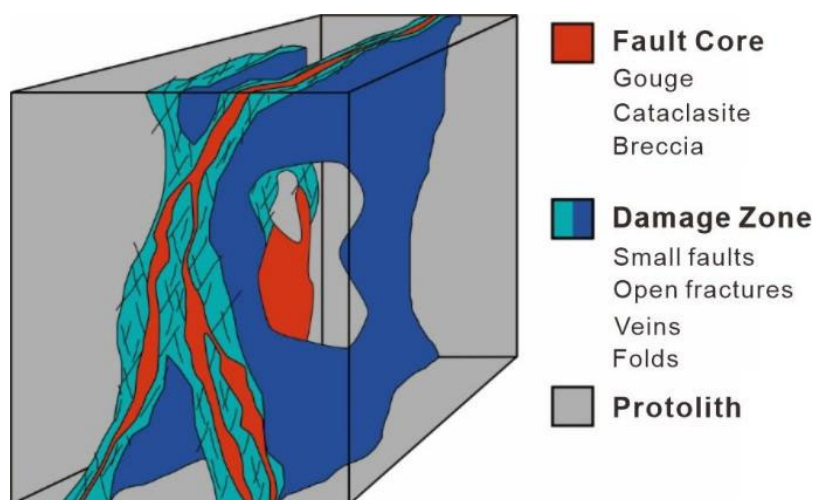 Fault Core
Gouge
Cataclasite
Breccia
Damage Zone
Small faults
Open fractures
Veins
Folds
Protolith